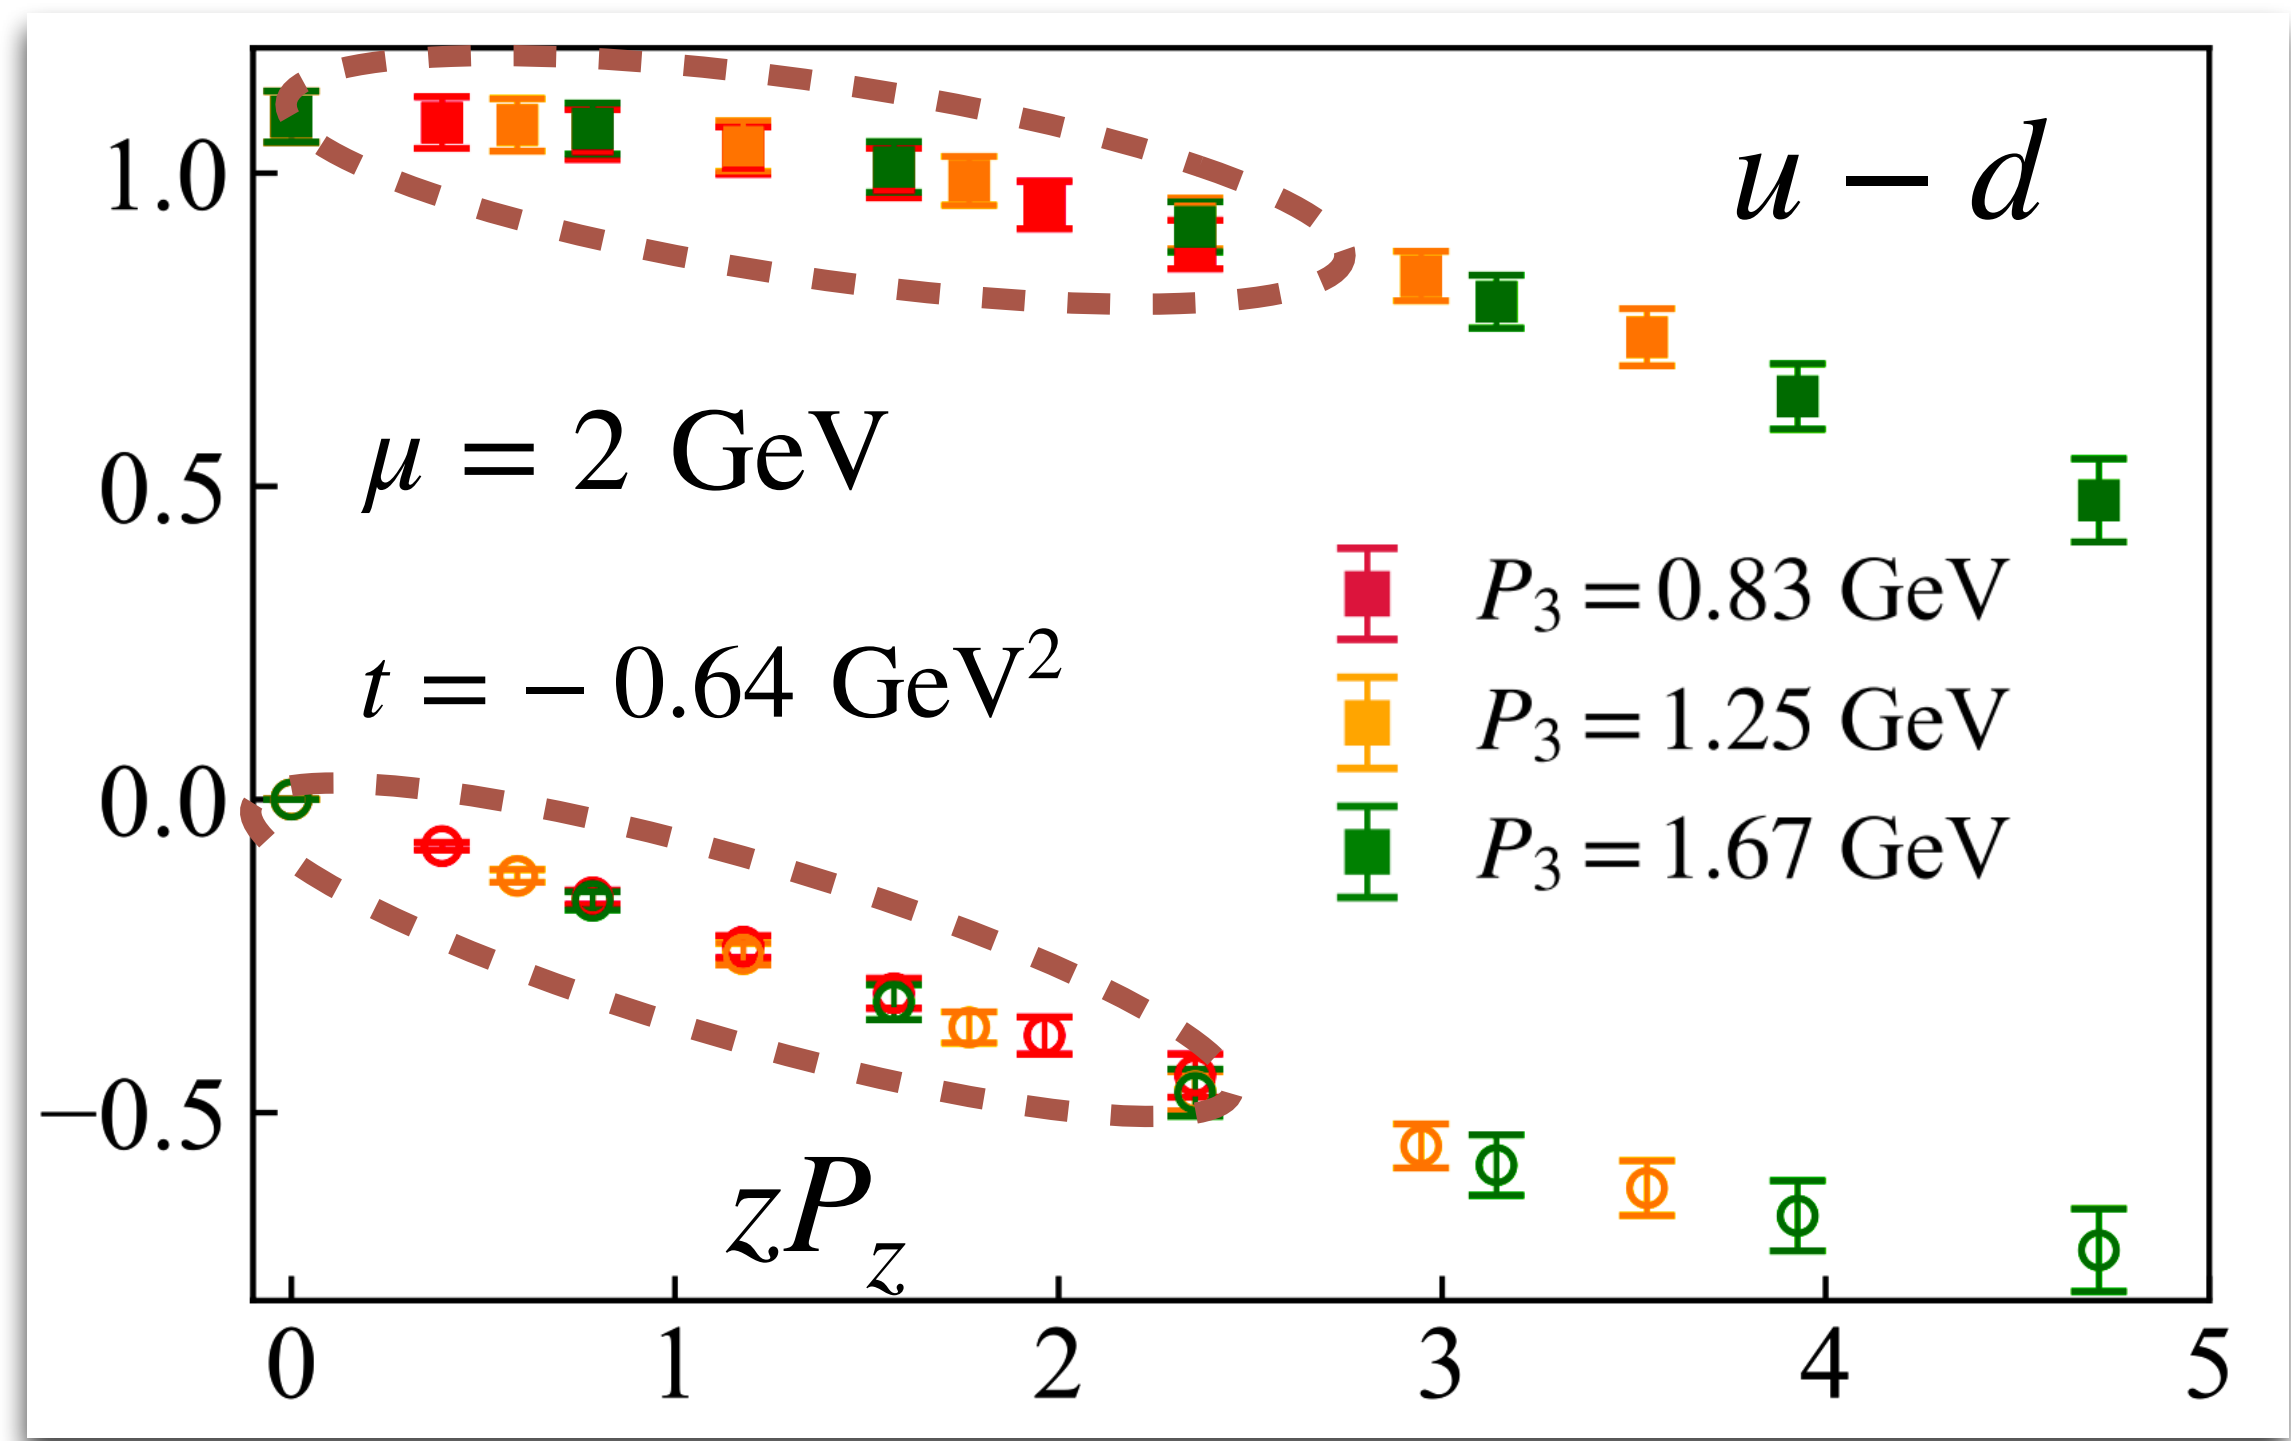 u − d
1.0
0.5
0.0
−0.5
μ = 2 GeV
t = − 0.64 GeV²
P₃ = 0.83 GeV
P₃ = 1.25 GeV
P₃ = 1.67 GeV
zP_z
0 1 2 3 4 5